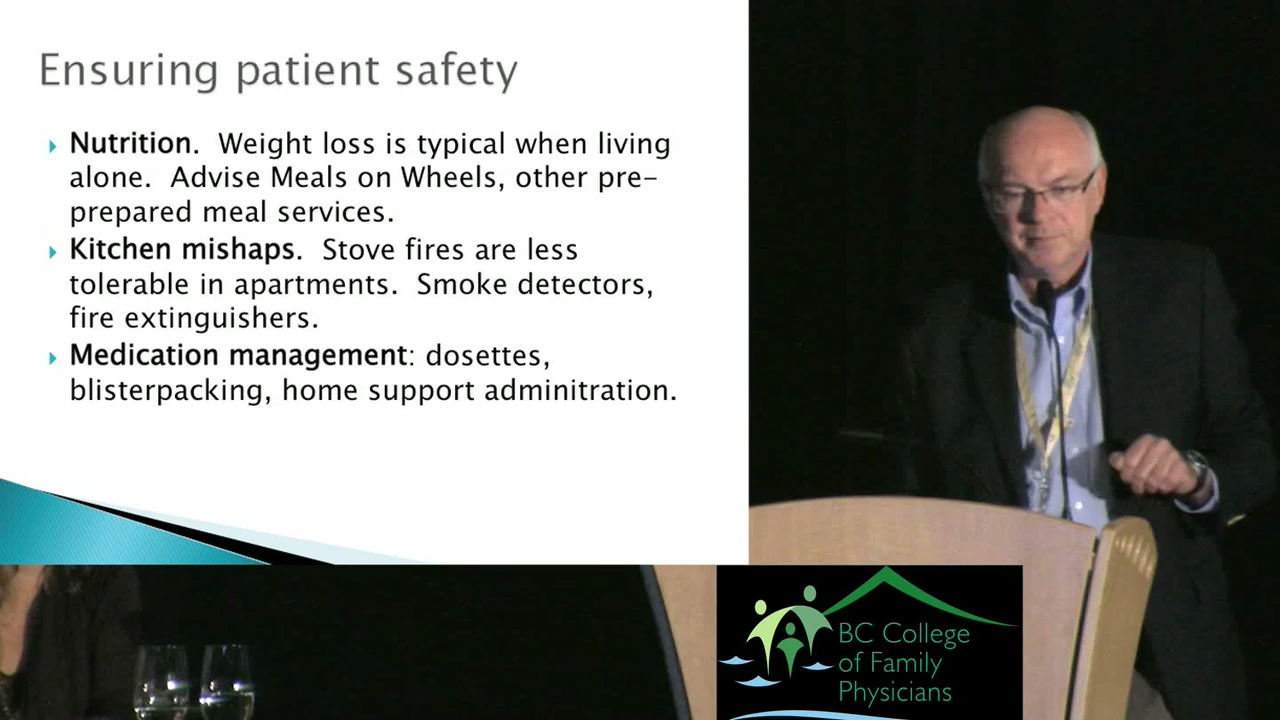 Ensuring patient safety
Nutrition. Weight loss is typical when living
alone. Advise Meals on Wheels, other pre-
prepared meal services.
Kitchen mishaps. Stove fires are less
tolerable in apartments. Smoke detectors,
fire extinguishers.
Medication management: dosettes,
blisterpacking, home support adminitration.
BC College
of Family
Physicians